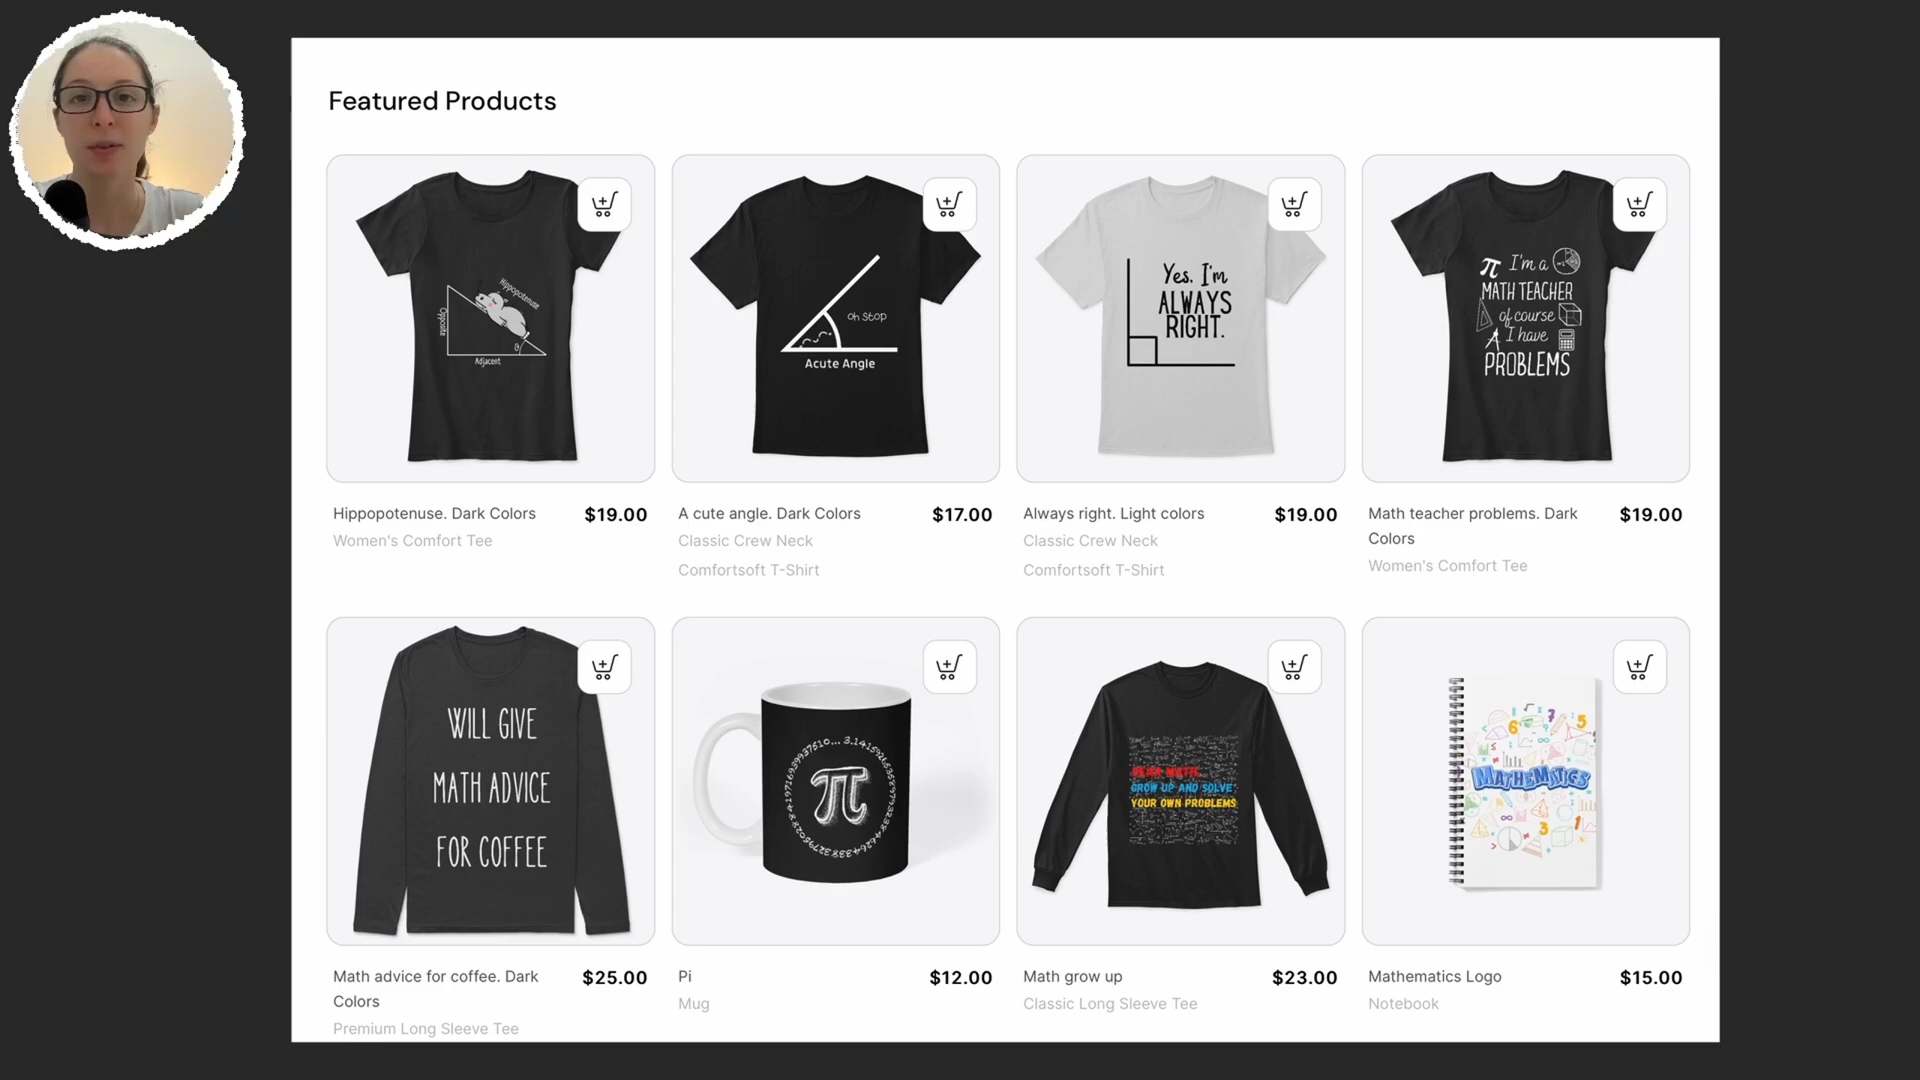 Featured Products
Hippopotenuse
Opposite
θ
Adjacent
oh stop
Acute Angle
Yes. I'm
ALWAYS
RIGHT.
π I'm a
MATH TEACHER
of course
I have
PROBLEMS
Hippopotenuse. Dark Colors
$19.00
Women's Comfort Tee
A cute angle. Dark Colors
$17.00
Classic Crew Neck
Comfortsoft T-Shirt
Always right. Light colors
$19.00
Classic Crew Neck
Comfortsoft T-Shirt
Math teacher problems. Dark
Colors
$19.00
Women's Comfort Tee
WILL GIVE
MATH ADVICE
FOR COFFEE
π
DEAR MATH,
GROW UP AND SOLVE
YOUR OWN PROBLEMS
MATHEMATICS
Math advice for coffee. Dark
Colors
$25.00
Premium Long Sleeve Tee
Pi
$12.00
Mug
Math grow up
$23.00
Classic Long Sleeve Tee
Mathematics Logo
$15.00
Notebook